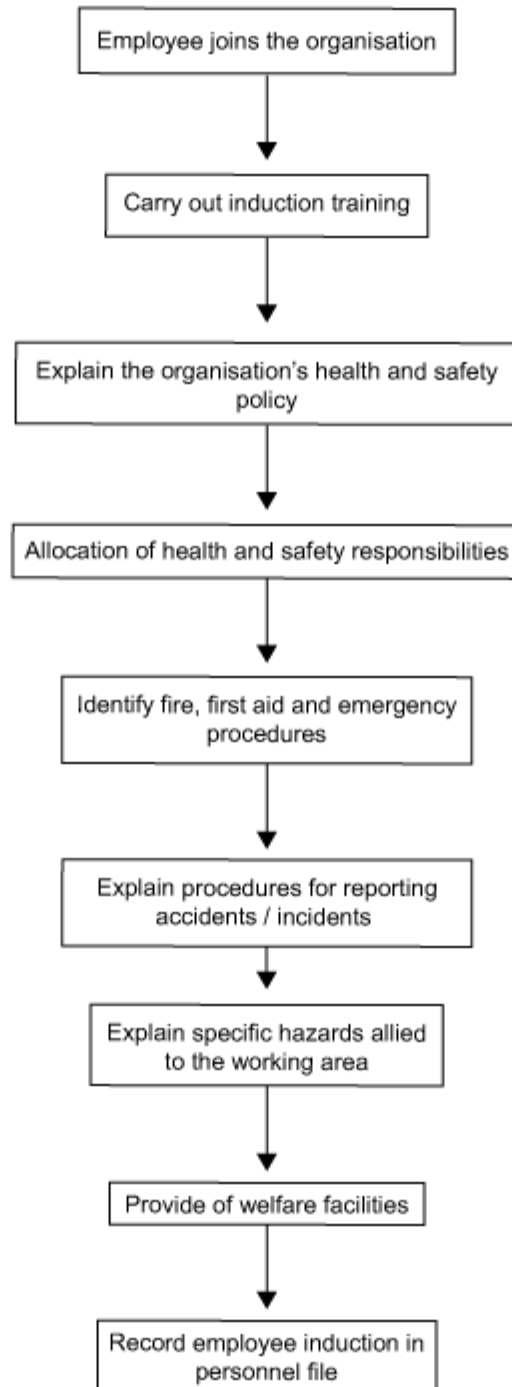 Employee joins the organisation
Carry out induction training
Explain the organisation's health and safety
policy
Allocation of health and safety responsibilities
Identify fire, first aid and emergency
procedures
Explain procedures for reporting
accidents / incidents
Explain specific hazards allied
to the working area
Provide of welfare facilities
Record employee induction in
personnel file